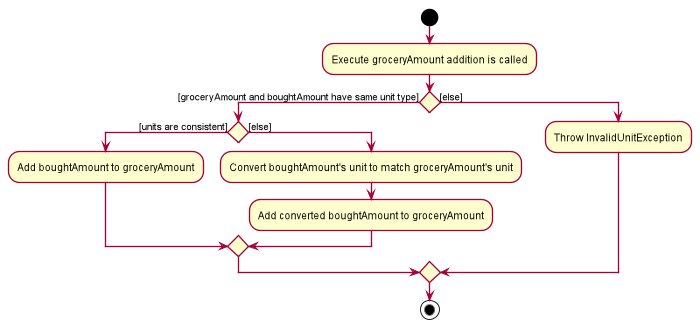 Execute groceryAmount addition is called
[groceryAmount and boughtAmount have same unit type]
[else]
[units are consistent]
[else]
Throw InvalidUnitException
Add boughtAmount to groceryAmount
Convert boughtAmount's unit to match groceryAmount's unit
Add converted boughtAmount to groceryAmount